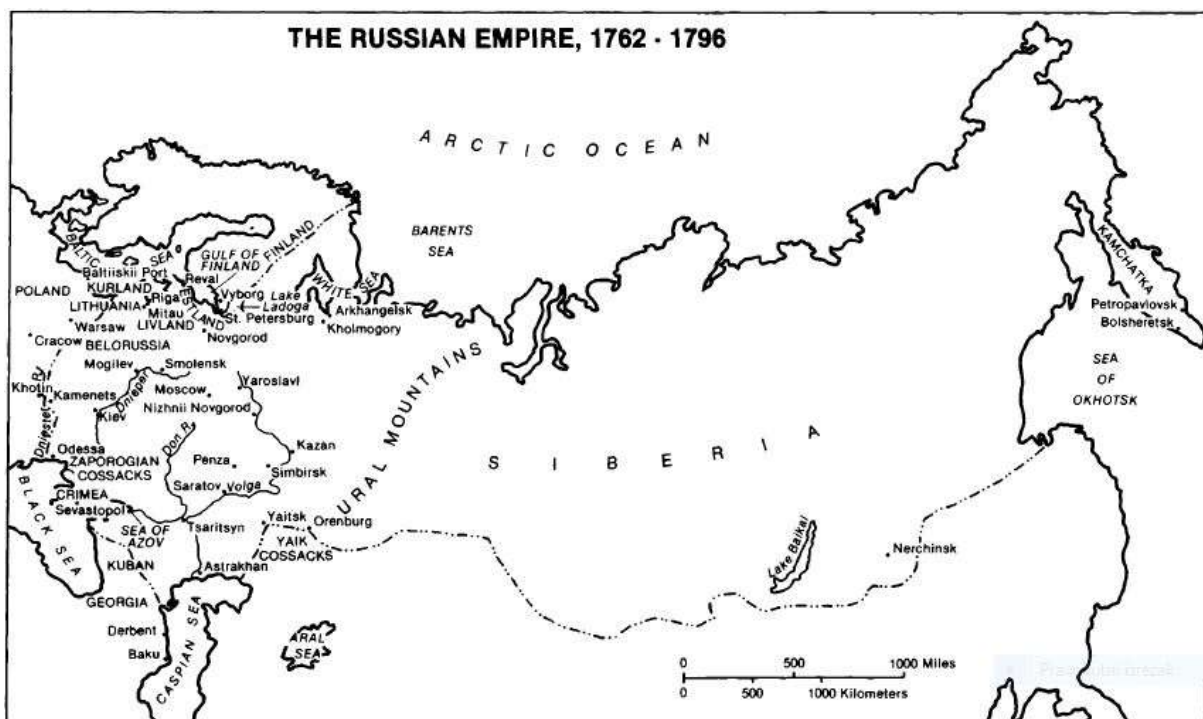 THE RUSSIAN EMPIRE, 1762 - 1796
ARCTIC OCEAN
BARENTS
SEA
BALTIC
SEA
GULF OF
FINLAND
FINLAND
WHITE SEA
KAMCHATKA
Baltiiskii Port
Reval
POLAND
KURLAND
ESTLAND
LITHUANIA
Riga
Vyborg
Lake
Ladoga
Arkhangelsk
Mitau
St. Petersburg
Kholmogory
Warsaw
LIVLAND
Novgorod
Cracow
BELORUSSIA
Petropavlovsk
Bolsheretsk
SEA
OF
OKHOTSK
Mogilev
Smolensk
Khotin
Kamenets
Dnieper
Moscow
Yaroslavl
Nizhnii Novgorod
Kiev
Dniester R.
Don R.
URAL MOUNTAINS
SIBERIA
Odessa
ZAPOROGIAN
COSSACKS
Penza
Kazan
Simbirsk
Saratov
Volga
BLACK SEA
CRIMEA
Sevastopol
SEA OF
AZOV
Tsaritsyn
Yaitsk
Orenburg
YAIK
COSSACKS
Lake Baikal
Nerchinsk
KUBAN
Astrakhan
GEORGIA
Derbent
Baku
CASPIAN SEA
ARAL
SEA
0 500 1000 Miles
0 500 1000 Kilometers